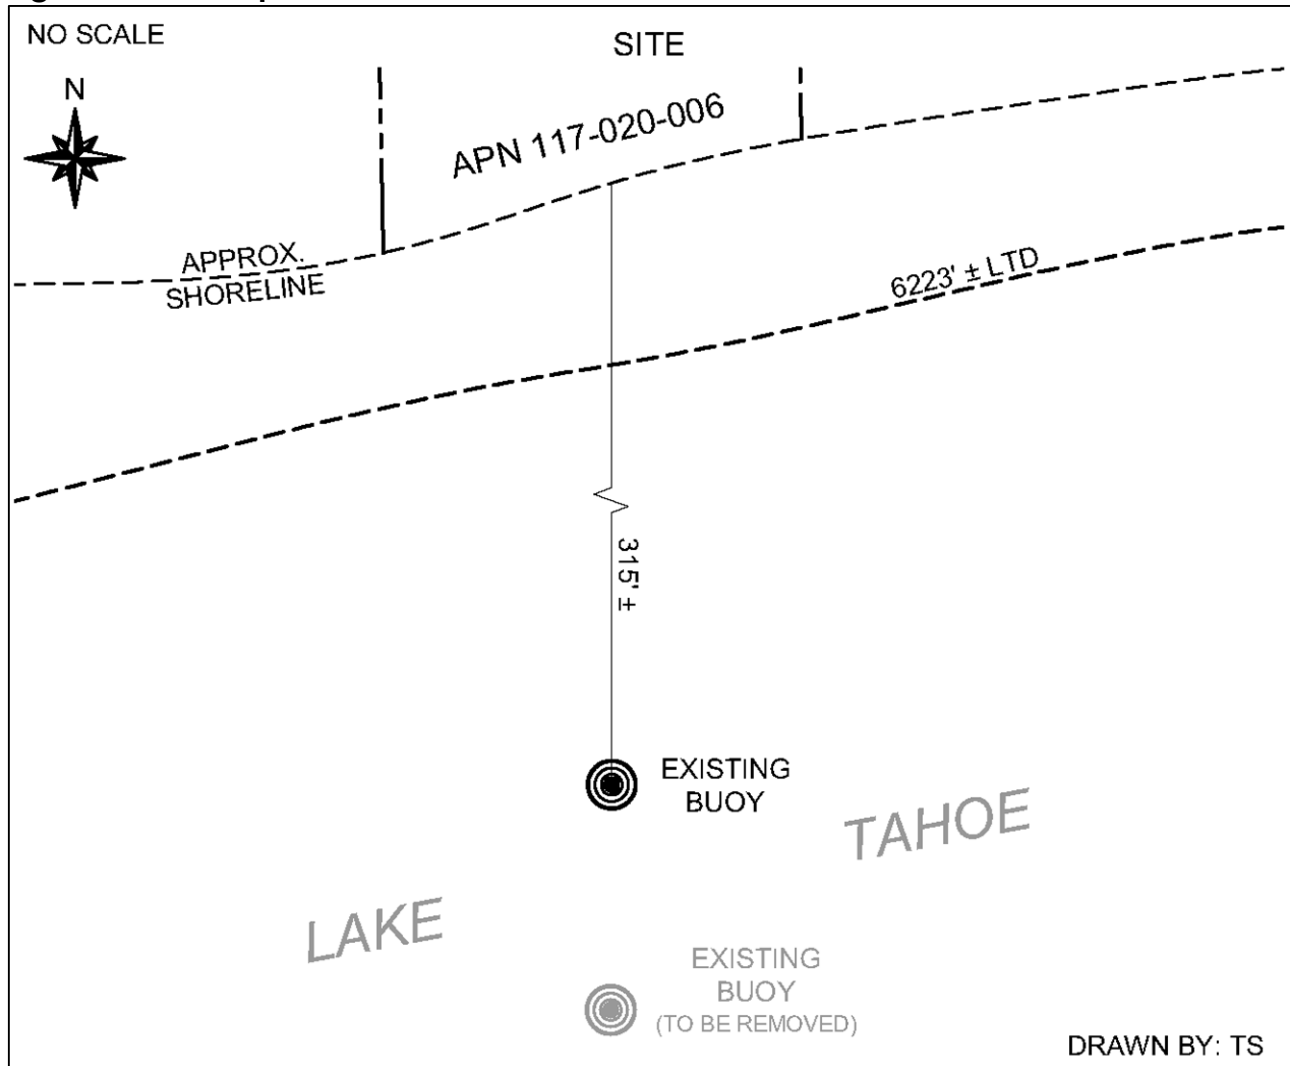 NO SCALE
SITE
N
APN 117-020-006
APPROX.
SHORELINE
6223' ± LTD
315' ±
EXISTING
BUOY
TAHOE
LAKE
EXISTING
BUOY
(TO BE REMOVED)
DRAWN BY: TS